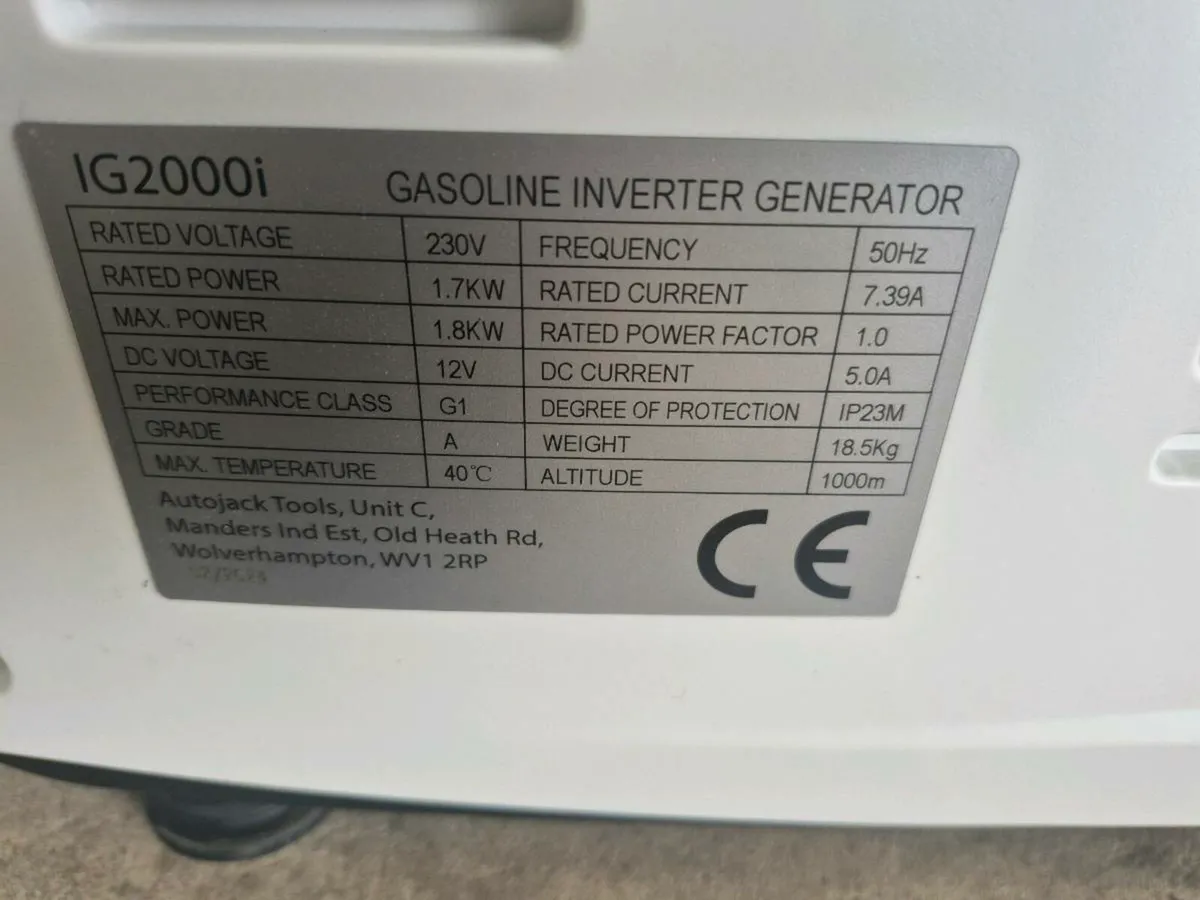 IG2000i GASOLINE INVERTER GENERATOR
RATED VOLTAGE 230V FREQUENCY 50Hz
RATED POWER 1.7KW RATED CURRENT 7.39A
MAX. POWER 1.8KW RATED POWER FACTOR 1.0
DC VOLTAGE 12V DC CURRENT 5.0A
PERFORMANCE CLASS G1 DEGREE OF PROTECTION IP23M
GRADE A WEIGHT 18.5Kg
MAX. TEMPERATURE 40℃ ALTITUDE 1000m
Autojack Tools, Unit C,
Manders Ind Est, Old Heath Rd,
Wolverhampton, WV1 2RP
CE